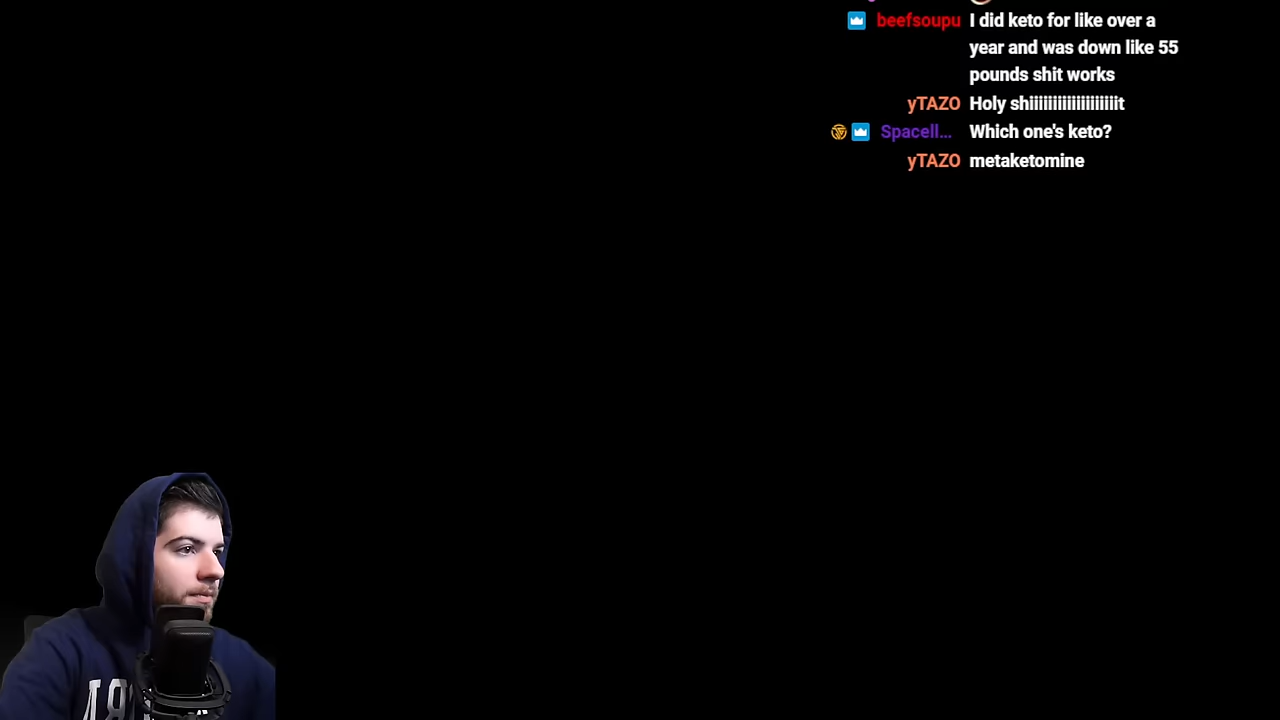 beefsoupu I did keto for like over a
year and was down like 55
pounds shit works
yTAZO Holy shiiiiiiiiiiiiiiiiiiit
Spacell... Which one's keto?
yTAZO metaketomine